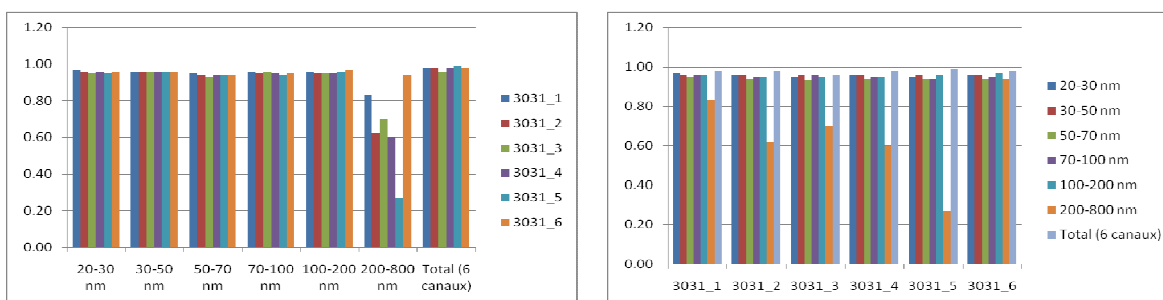 1.20
1.00
0.80
0.60
0.40
0.20
0.00
20-30 nm
30-50 nm
50-70 nm
70-100 nm
100-200 nm
200-800 nm
Total (6 canaux)
3031_1
3031_2
3031_3
3031_4
3031_5
3031_6
1.20
1.00
0.80
0.60
0.40
0.20
0.00
3031_1 3031_2 3031_3 3031_4 3031_5 3031_6
20-30 nm
30-50 nm
50-70 nm
70-100 nm
100-200 nm
200-800 nm
Total (6 canaux)